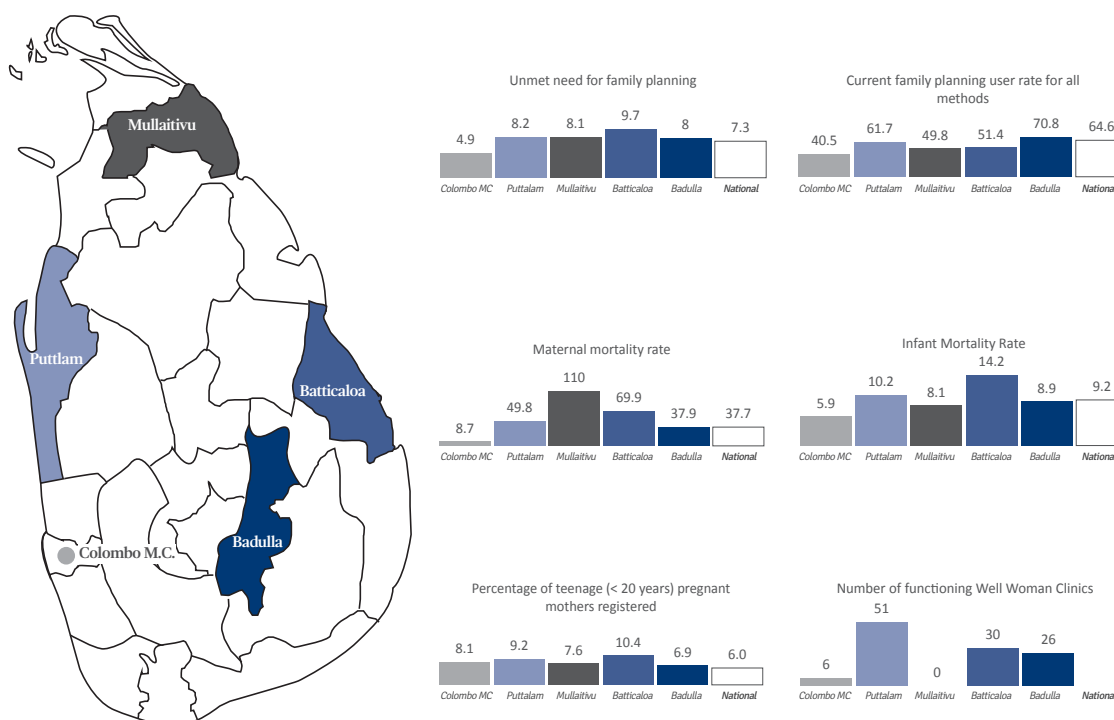 Mullaitivu
Puttlam
Batticaloa
Badulla
Colombo M.C.
Unmet need for family planning
4.9 8.2 8.1 9.7 8 7.3
Colombo MC Puttalam Mullaitivu Batticaloa Badulla National
Current family planning user rate for all
methods
40.5 61.7 49.8 51.4 70.8 64.6
Colombo MC Puttalam Mullaitivu Batticaloa Badulla National
Maternal mortality rate
8.7 49.8 110 69.9 37.9 37.7
Colombo MC Puttalam Mullaitivu Batticaloa Badulla National
Infant Mortality Rate
5.9 10.2 8.1 14.2 8.9 9.2
Colombo MC Puttalam Mullaitivu Batticaloa Badulla National
Percentage of teenage (< 20 years) pregnant
mothers registered
8.1 9.2 7.6 10.4 6.9 6.0
Colombo MC Puttalam Mullaitivu Batticaloa Badulla National
Number of functioning Well Woman Clinics
6 51 0 30 26
Colombo MC Puttalam Mullaitivu Batticaloa Badulla National